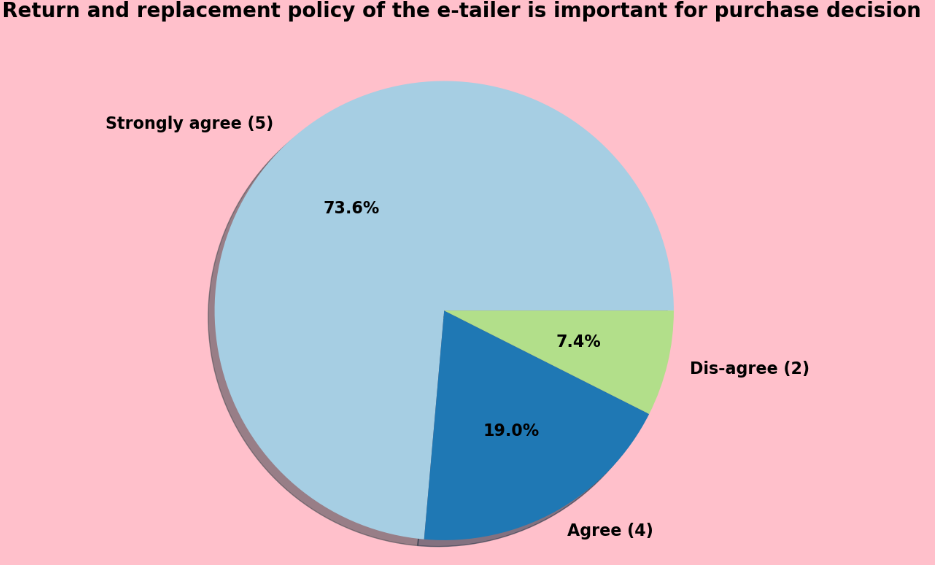 Return and replacement policy of the e-tailer is important for purchase decision
Strongly agree (5)
73.6%
7.4%
Dis-agree (2)
19.0%
Agree (4)